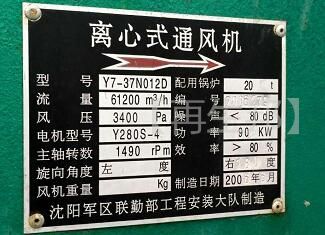 离心式通风机
型号 Y7-37N012D 配用锅炉 20 t
流量 61200 m³/h 编号
风压 3400 Pa 噪声 < 80 dB
电机型号 Y280S-4 功率 90 KW
主轴转数 1490 rPm 效率 > 80 %
旋向角度 左 度 右 度
风机重量 Kg 制造日期 200 年 月
沈阳军区联勤部工程安装大队制造